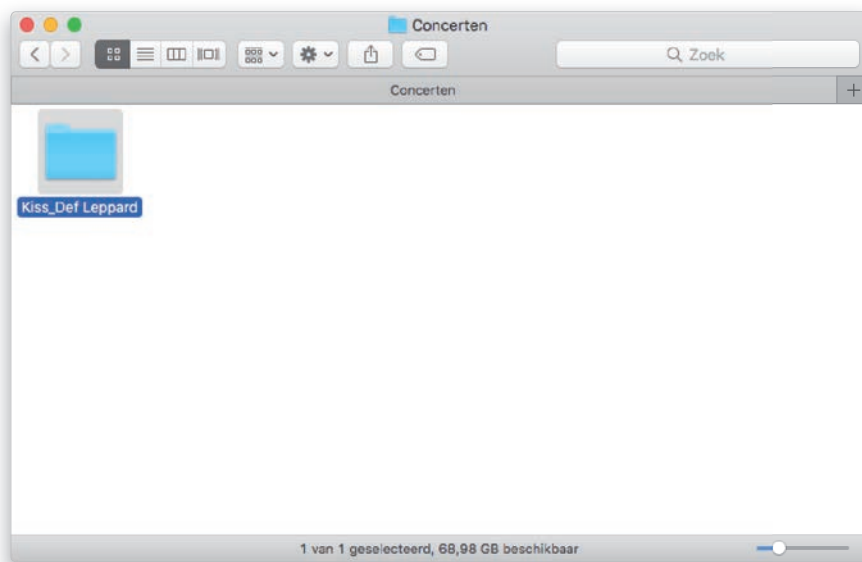 Concerten
Zoek
Concerten
Kiss_Def Leppard
1 van 1 geselecteerd, 68,98 GB beschikbaar